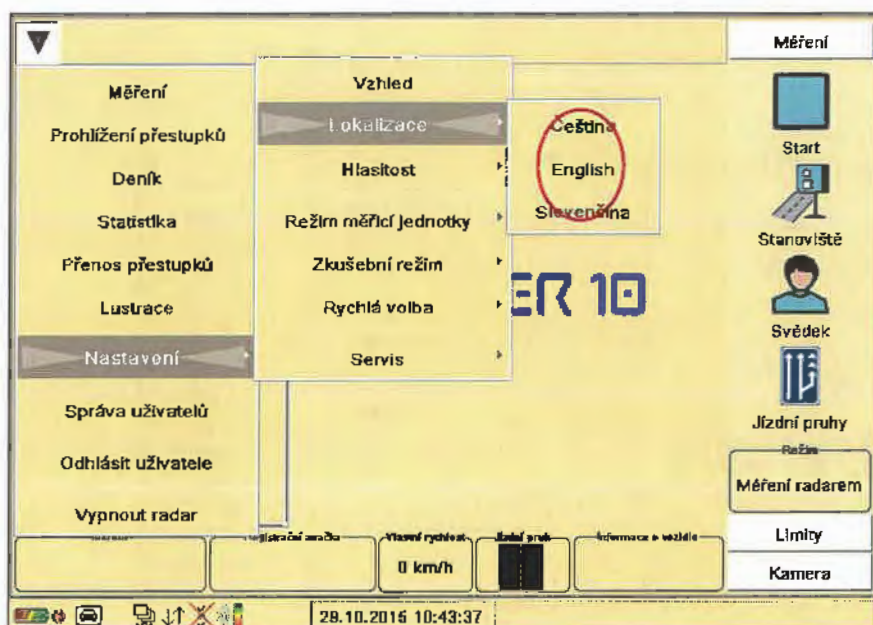 Měření
Prohlížení přestupků
Deník
Statistika
Přenos přestupků
Lustrace
Nastavení
Správa uživatelů
Odhlásit uživatele
Vypnout radar
Vzhled
Lokalizace
Hlasitost
Režim měřicí jednotky
Zkušební režim
Rychlá volba
Servis
Čeština
English
Slovenčina
ER 10
Měření
Start
Stanoviště
Svědek
Jízdní pruhy
Režim
Měření radarem
Limity
Kamera
značka
Vlastní rychlost
0 km/h
Jízdní pruh
Informace o vozidle
29.10.2015 10:43:37